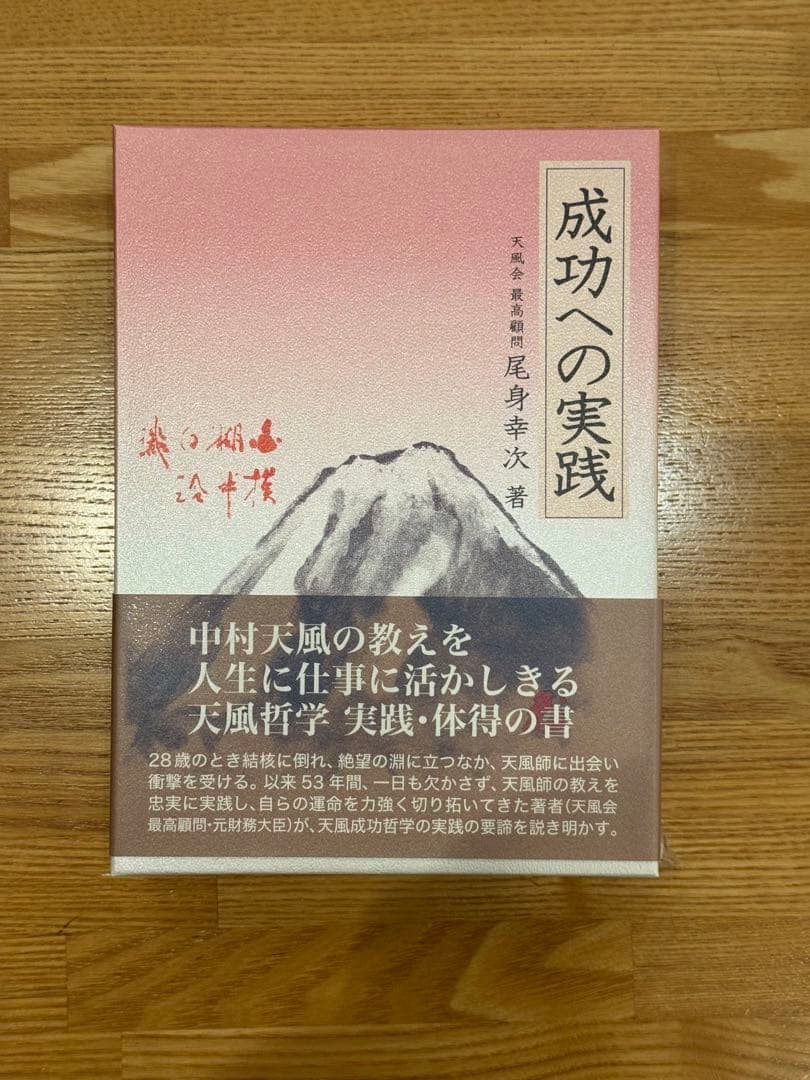 成功への実践
天風会 最高顧問 尾身幸次 著
中村天風の教えを
人生に仕事に活かしきる
天風哲学 実践・体得の書
28歳のとき結核に倒れ、絶望の淵に立つなか、天風師に出会い
衝撃を受ける。以来53年間、一日も欠かさず、天風師の教えを
忠実に実践し、自らの運命を力強く切り拓いてきた著者(天風会
最高顧問・元財務大臣)が、天風成功哲学の実践の要諦を説き明かす。